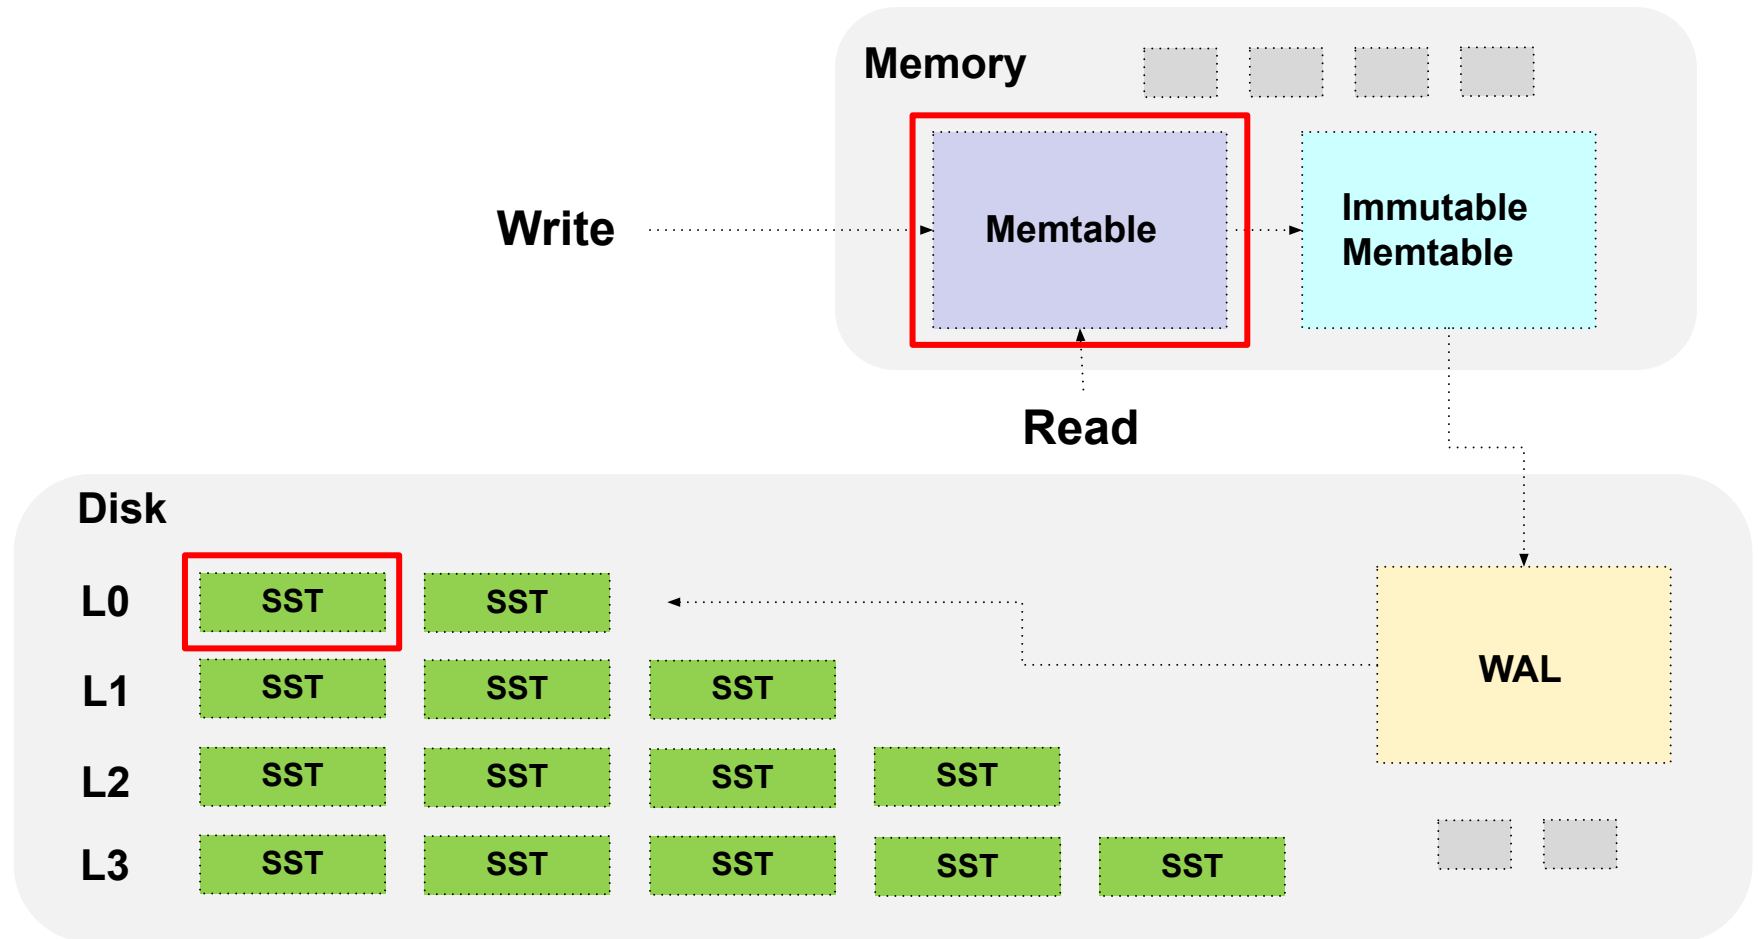 Memory
Write
Memtable
Immutable
Memtable
Read
Disk
L0 SST SST
L1 SST SST SST
WAL
L2 SST SST SST SST
L3 SST SST SST SST SST